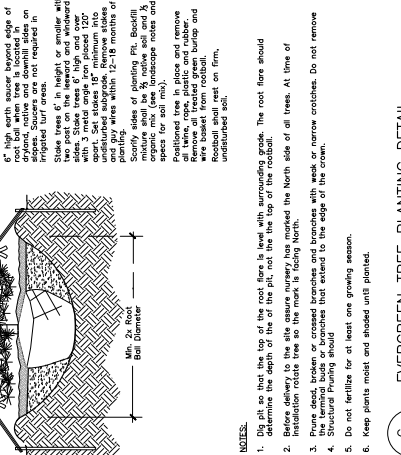 6" high earth saucer beyond edge of
root ball when tree is located in
dryland, native and downhill sides on
slopes. Saucers are not required in
irrigated turf areas.
Stake trees 6' height or smaller with
two post on the leeward and windward
sides. Stake trees 6' high and over
with 3 metal angle iron placed 120°
apart. Set stakes 18" minimum into
undisturbed subgrade. Remove stakes
and guy wires within 12-18 months of
planting.
Scarify sides of planting Pit. Backfill
mixture shall be ⅔ native soil and ⅓
organic mix (see landscape notes and
specs for soil mix).
Positioned tree in place and remove
all twine, rope, plastic and rubber.
Remove all treated green burlap and
wire basket from rootball.
Rootball shall rest on firm,
undisturbed soil.
Min. 2x Root
Ball Diameter
NOTES:
1. Dig pit so that the top of the root flare is level with surrounding grade. The root flare should
determine the depth of the of pit, not the the top of the rootball.
2. Before delivery to the site assure nursery has marked the North side of all trees. At time of
installation rotate tree so the mark is facing North.
3. Prune dead, broken or crossed branches and branches with weak or narrow crotches. Do not remove
the terminal buds or branches that extend to the edge of the crown.
4. Structural Pruning should
5. Do not fertilize for at least one growing season.
6. Keep plants moist and shaded until planted.
EVERGREEN TREE PLANTING DETAIL